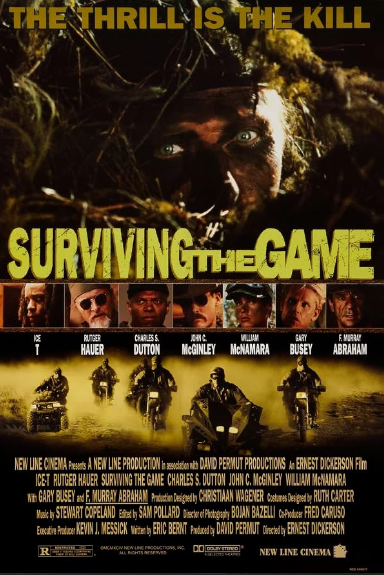 THE THRILL IS THE KILL
SURVIVING THE GAME
ICE T
RUTGER HAUER
CHARLES S. DUTTON
JOHN C. McGINLEY
WILLIAM McNAMARA
GARY BUSEY
F. MURRAY ABRAHAM
NEW LINE CINEMA Presents A NEW LINE PRODUCTION In association with DAVID PERMUT PRODUCTIONS An ERNEST DICKERSON Film
ICE-T RUTGER HAUER SURVIVING THE GAME CHARLES S. DUTTON JOHN C. McGINLEY WILLIAM McNAMARA
With GARY BUSEY and F. MURRAY ABRAHAM Production Designed by CHRISTIAAN WAGENER Costumes Designed by RUTH CARTER
Music by STEWART COPELAND Edited by SAM POLLARD Director of Photography BOJAN BAZELLI Co-Producer FRED CARUSO
Executive Producer KEVIN J. MESSICK Written by ERIC BERNT Produced by DAVID PERMUT Directed by ERNEST DICKERSON
R RESTRICTED
DOLBY STEREO
NEW LINE CINEMA